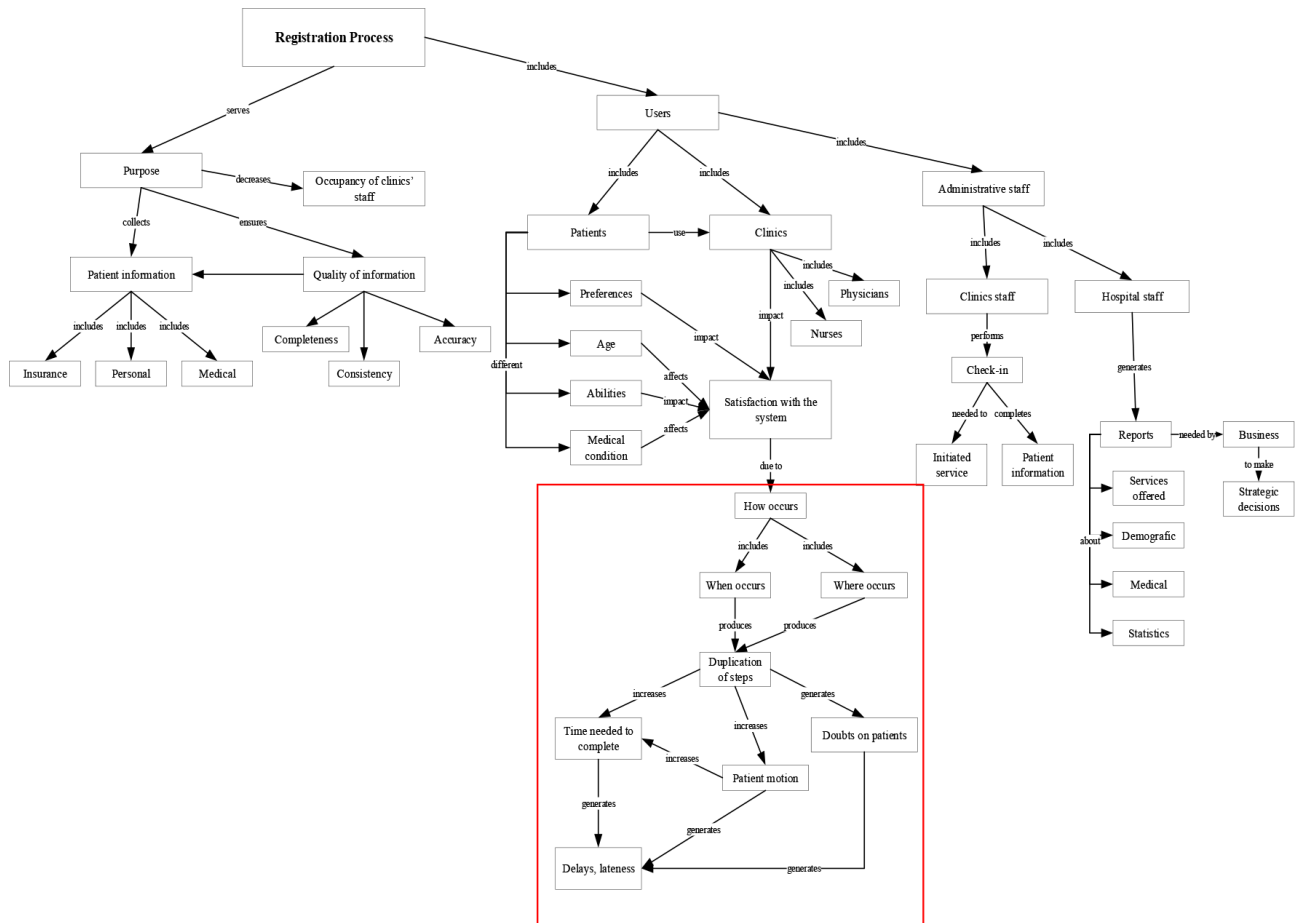 Registration Process
includes
serves
Users
includes
Purpose
decreases
Occupancy of clinics'
staff
includes
includes
Administrative staff
collects
ensures
Patients
use
Clinics
includes
includes
Patient information
Quality of information
includes
includes
Physicians
Clinics staff
Hospital staff
Preferences
impact
Nurses
includes
includes
includes
Completeness
Accuracy
impact
performs
Age
Insurance
Personal
Medical
Consistency
different
affects
Check-in
generates
Abilities
impact
Satisfaction with the
system
needed to
completes
Medical
condition
affects
Reports
needed by
Business
Initiated
service
Patient
information
to make
due to
Services
offered
Strategic
decisions
How occurs
about
Demografic
includes
includes
When occurs
Where occurs
Medical
produces
produces
Statistics
Duplication
of steps
increases
generates
Time needed to
complete
increases
Doubts on patients
increases
Patient motion
generates
generates
Delays, lateness
generates